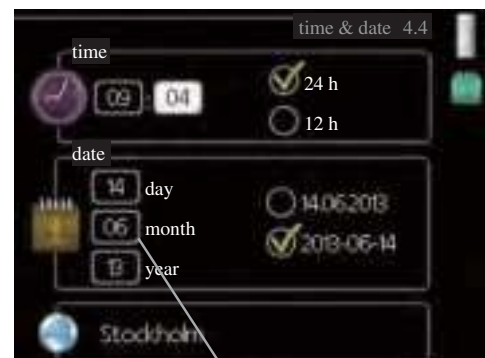 time & date 4.4
time
09 : 04
24 h
12 h
date
14 day
06 month
13 year
14.06.2013
2013-06-14
Stockholm